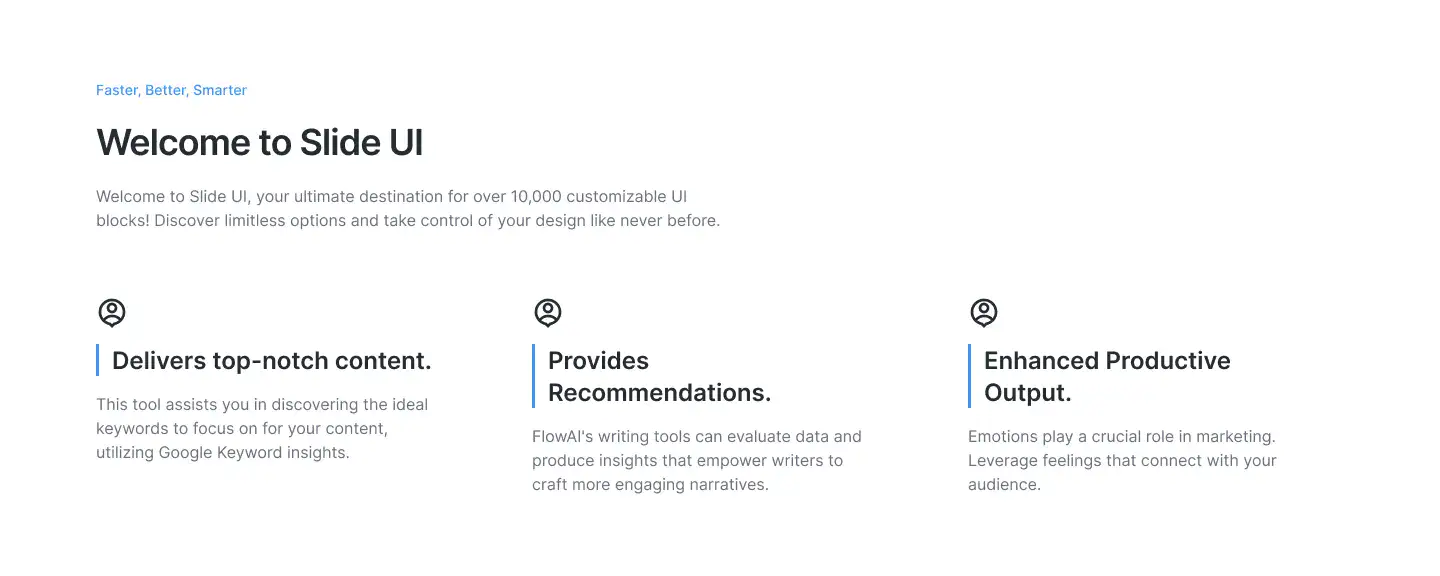 Faster, Better, Smarter
Welcome to Slide UI
Welcome to Slide UI, your ultimate destination for over 10,000 customizable UI
blocks! Discover limitless options and take control of your design like never before.
Delivers top-notch content.
This tool assists you in discovering the ideal
keywords to focus on for your content,
utilizing Google Keyword insights.
Provides
Recommendations.
FlowAI's writing tools can evaluate data and
produce insights that empower writers to
craft more engaging narratives.
Enhanced Productive
Output.
Emotions play a crucial role in marketing.
Leverage feelings that connect with your
audience.